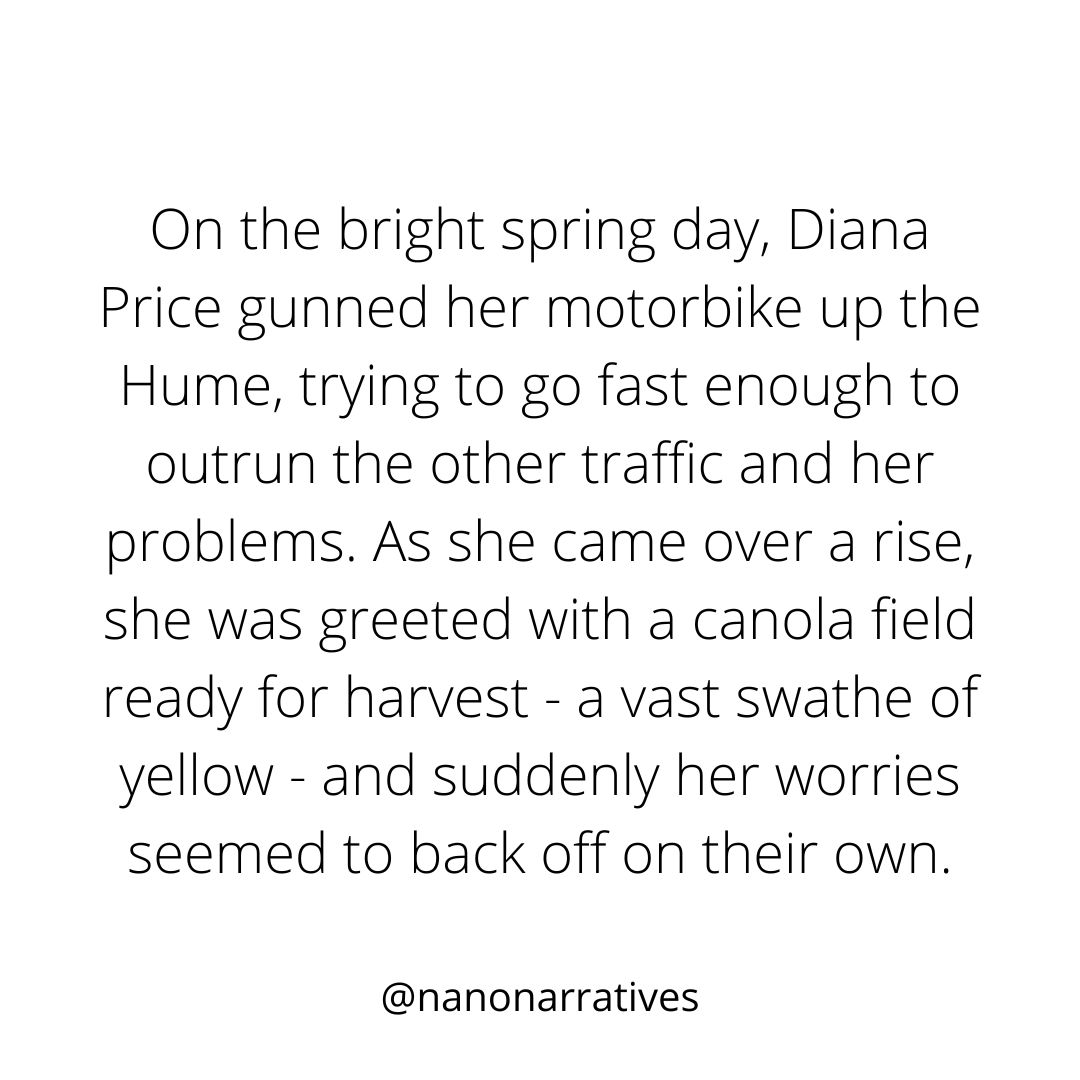 On the bright spring day, Diana
Price gunned her motorbike up the
Hume, trying to go fast enough to
outrun the other traffic and her
problems. As she came over a rise,
she was greeted with a canola field
ready for harvest - a vast swathe of
yellow - and suddenly her worries
seemed to back off on their own.
@nanonarratives